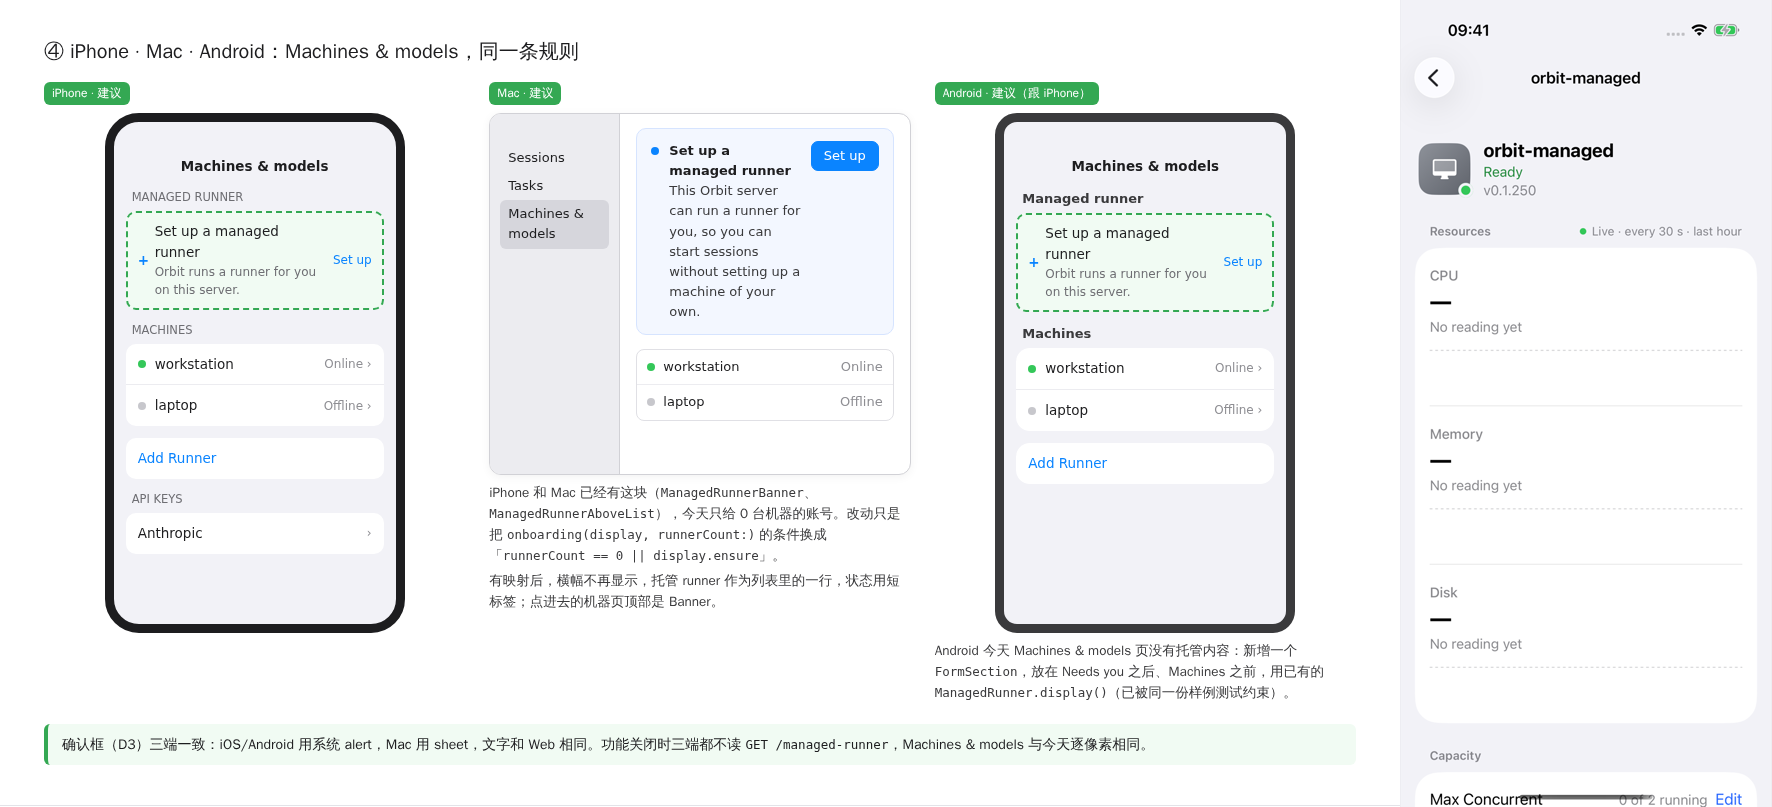 ④ iPhone · Mac · Android：Machines & models，同一条规则
iPhone · 建议
Machines & models
MANAGED RUNNER
+
Set up a managed
runner
Orbit runs a runner for you
on this server.
Set up
MACHINES
workstation
Online ›
laptop
Offline ›
Add Runner
API KEYS
Anthropic
›
Mac · 建议
Sessions
Tasks
Machines &
models
Set up a
managed runner
This Orbit server
can run a runner for
you, so you can
start sessions
without setting up a
machine of your
own.
Set up
workstation
Online
laptop
Offline
iPhone 和 Mac 已经有这块（ManagedRunnerBanner、
ManagedRunnerAboveList），今天只给 0 台机器的账号。改动只是
把 onboarding(display, runnerCount:) 的条件换成
「runnerCount == 0 || display.ensure」。
有映射后，横幅不再显示，托管 runner 作为列表里的一行，状态用短
标签；点进去的机器页顶部是 Banner。
Android · 建议（跟 iPhone）
Machines & models
Managed runner
+
Set up a managed
runner
Orbit runs a runner for you
on this server.
Set up
Machines
workstation
Online ›
laptop
Offline ›
Add Runner
Android 今天 Machines & models 页没有托管内容：新增一个
FormSection，放在 Needs you 之后、Machines 之前，用已有的
ManagedRunner.display()（已被同一份样例测试约束）。
确认框（D3）三端一致：iOS/Android 用系统 alert，Mac 用 sheet，文字和 Web 相同。功能关闭时三端都不读 GET /managed-runner，Machines & models 与今天逐像素相同。
09:41
orbit-managed
orbit-managed
Ready
v0.1.250
Resources
Live · every 30 s · last hour
CPU
—
No reading yet
Memory
—
No reading yet
Disk
—
No reading yet
Capacity
Max Concurrent
0 of 2 running
Edit